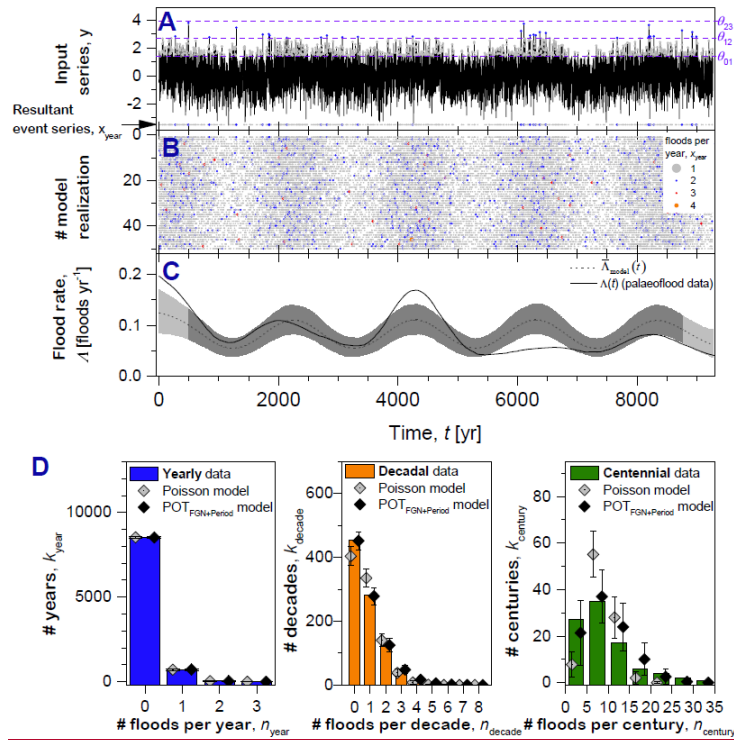 A
Input
series, y
4
2
0
-2
θ23
θ12
θ01
Resultant
event series, xyear
B
# model
realization
0
20
40
floods per
year, xyear
1
2
3
4
C
Flood rate,
Λ [floods yr-1]
0.2
0.1
0.0
Λ̅model(t)
Λ(t) (palaeoflood data)
0 2000 4000 6000 8000
Time, t [yr]
D
# years, kyear
10000
5000
0
Yearly data
Poisson model
POTFGN+Period model
0 1 2 3
# floods per year, nyear
# decades, kdecade
600
400
200
0
Decadal data
Poisson model
POTFGN+Period model
0 1 2 3 4 5 6 7 8
# floods per decade, ndecade
# centuries, kcentury
80
60
40
20
0
Centennial data
Poisson model
POTFGN+Period model
0 5 10 15 20 25 30 35
# floods per century, ncentury